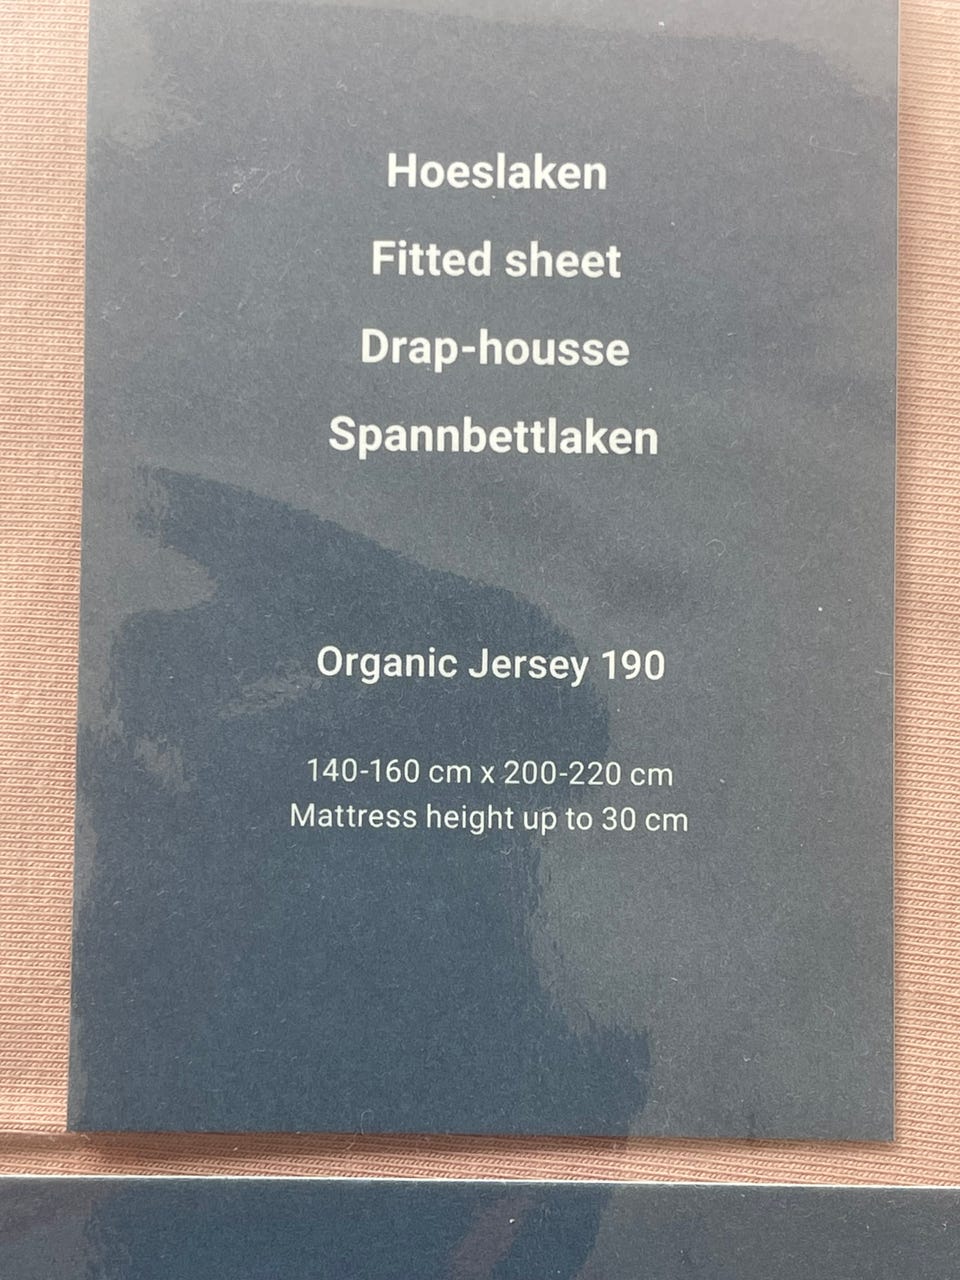 Hoeslaken
Fitted sheet
Drap-housse
Spannbettlaken
Organic Jersey 190
140-160 cm x 200-220 cm
Mattress height up to 30 cm